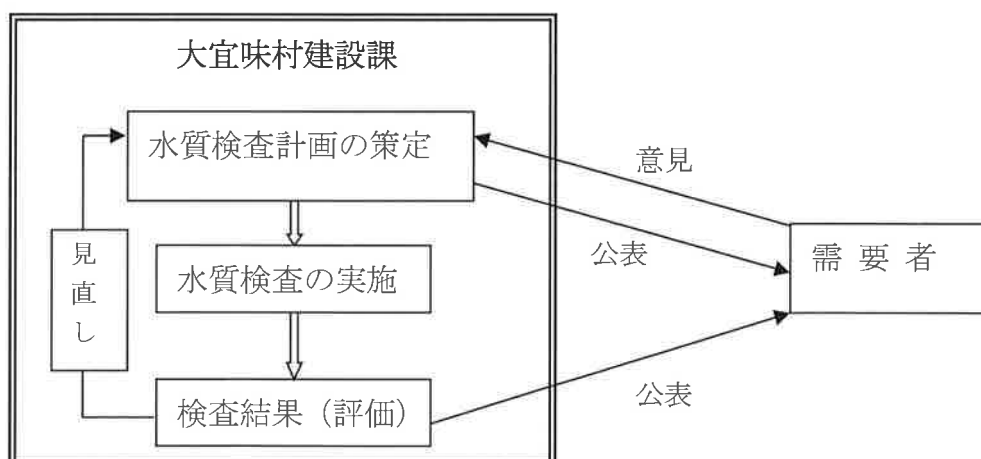 大宜味村建設課
水質検査計画の策定
意見
公表
需要者
見直し
水質検査の実施
検査結果（評価）
公表